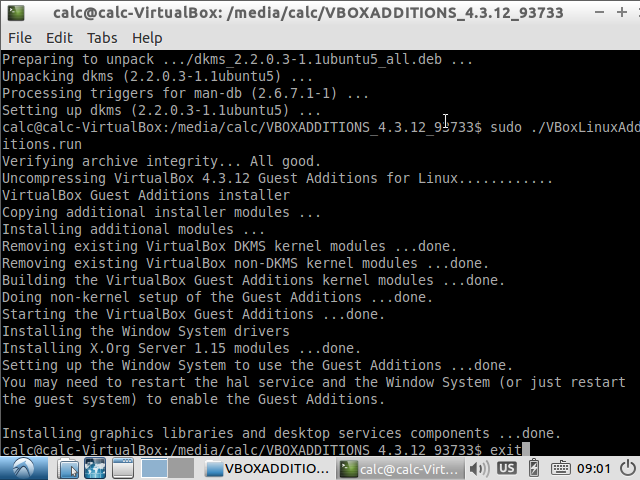 calc@calc-VirtualBox: /media/calc/VBOXADDITIONS_4.3.12_93733
File Edit Tabs Help
Preparing to unpack .../dkms_2.2.0.3-1.1ubuntu5_all.deb ...
Unpacking dkms (2.2.0.3-1.1ubuntu5) ...
Processing triggers for man-db (2.6.7.1-1) ...
Setting up dkms (2.2.0.3-1.1ubuntu5) ...
calc@calc-VirtualBox:/media/calc/VBOXADDITIONS_4.3.12_93733$ sudo ./VBoxLinuxAdd
itions.run
Verifying archive integrity... All good.
Uncompressing VirtualBox 4.3.12 Guest Additions for Linux............
VirtualBox Guest Additions installer
Copying additional installer modules ...
Installing additional modules ...
Removing existing VirtualBox DKMS kernel modules ...done.
Removing existing VirtualBox non-DKMS kernel modules ...done.
Building the VirtualBox Guest Additions kernel modules ...done.
Doing non-kernel setup of the Guest Additions ...done.
Starting the VirtualBox Guest Additions ...done.
Installing the Window System drivers
Installing X.Org Server 1.15 modules ...done.
Setting up the Window System to use the Guest Additions ...done.
You may need to restart the hal service and the Window System (or just restart
the guest system) to enable the Guest Additions.
Installing graphics libraries and desktop services components ...done.
calc@calc-VirtualBox:/media/calc/VBOXADDITIONS_4.3.12_93733$ exit
VBOXADDITIO... calc@calc-Virt... US 09:01